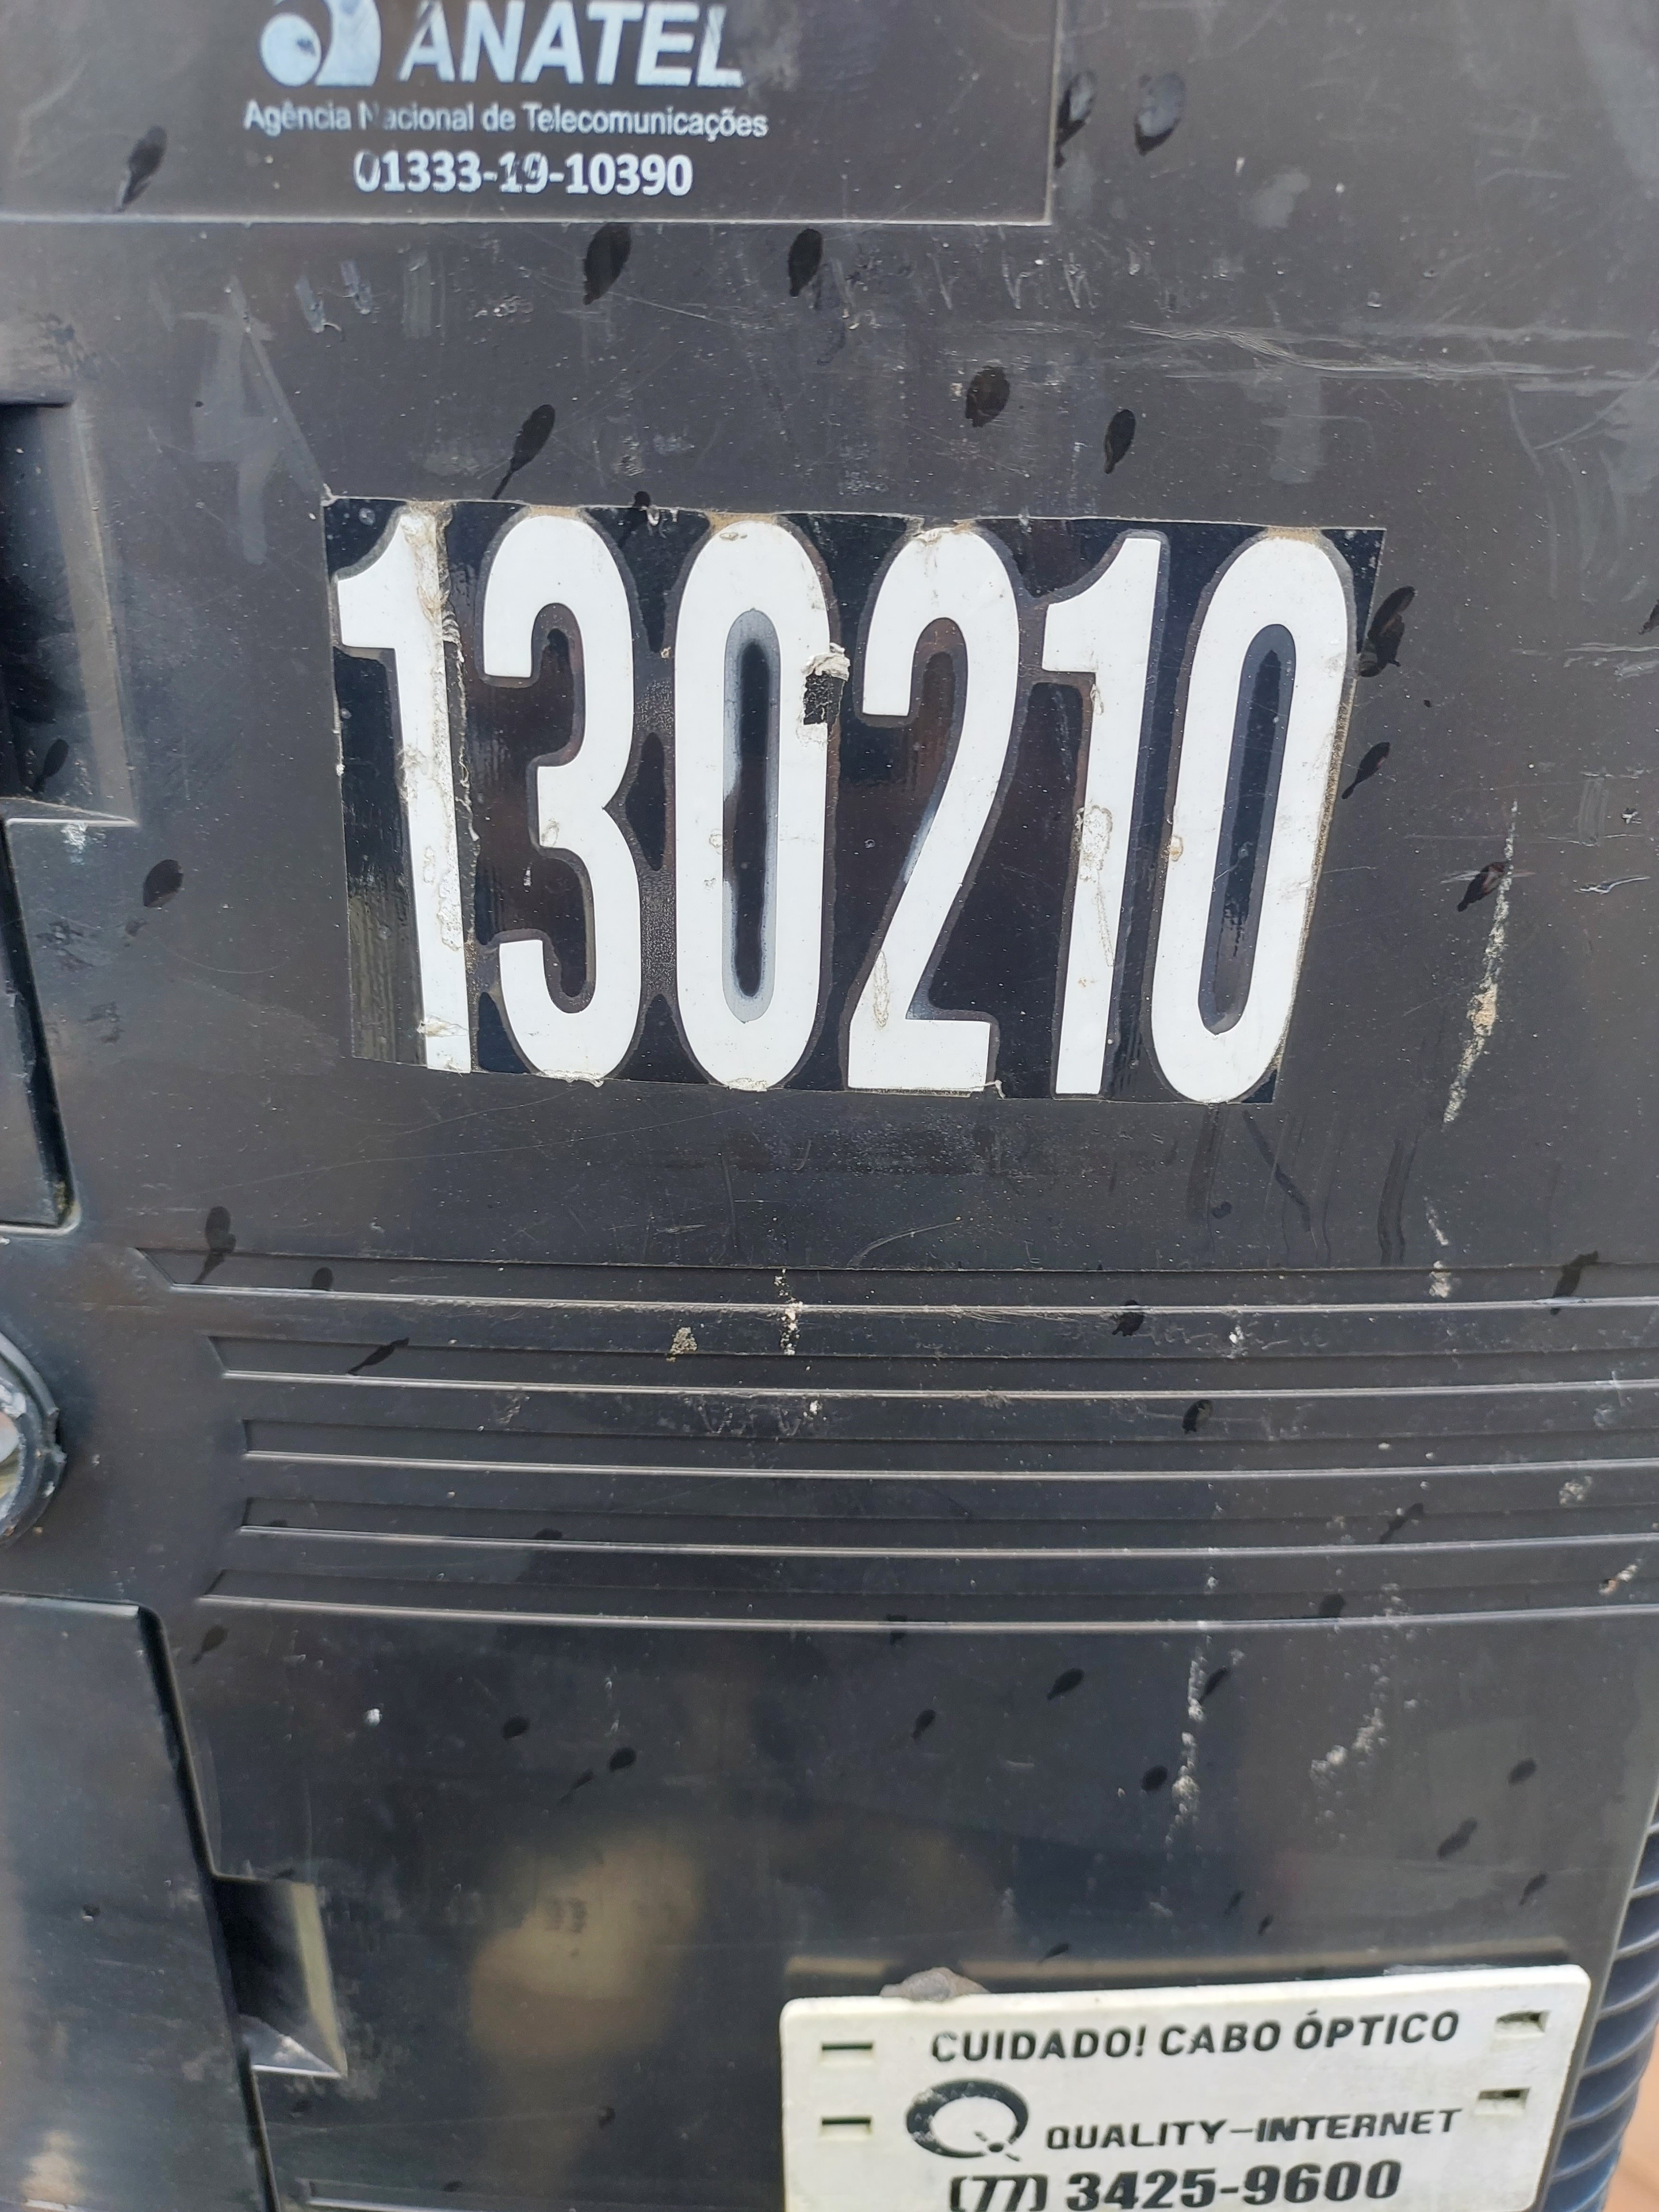 ANATEL
Agência Nacional de Telecomunicações
01333-19-10390
130210
CUIDADO! CABO ÓPTICO
QUALITY-INTERNET
(77) 3425-9600